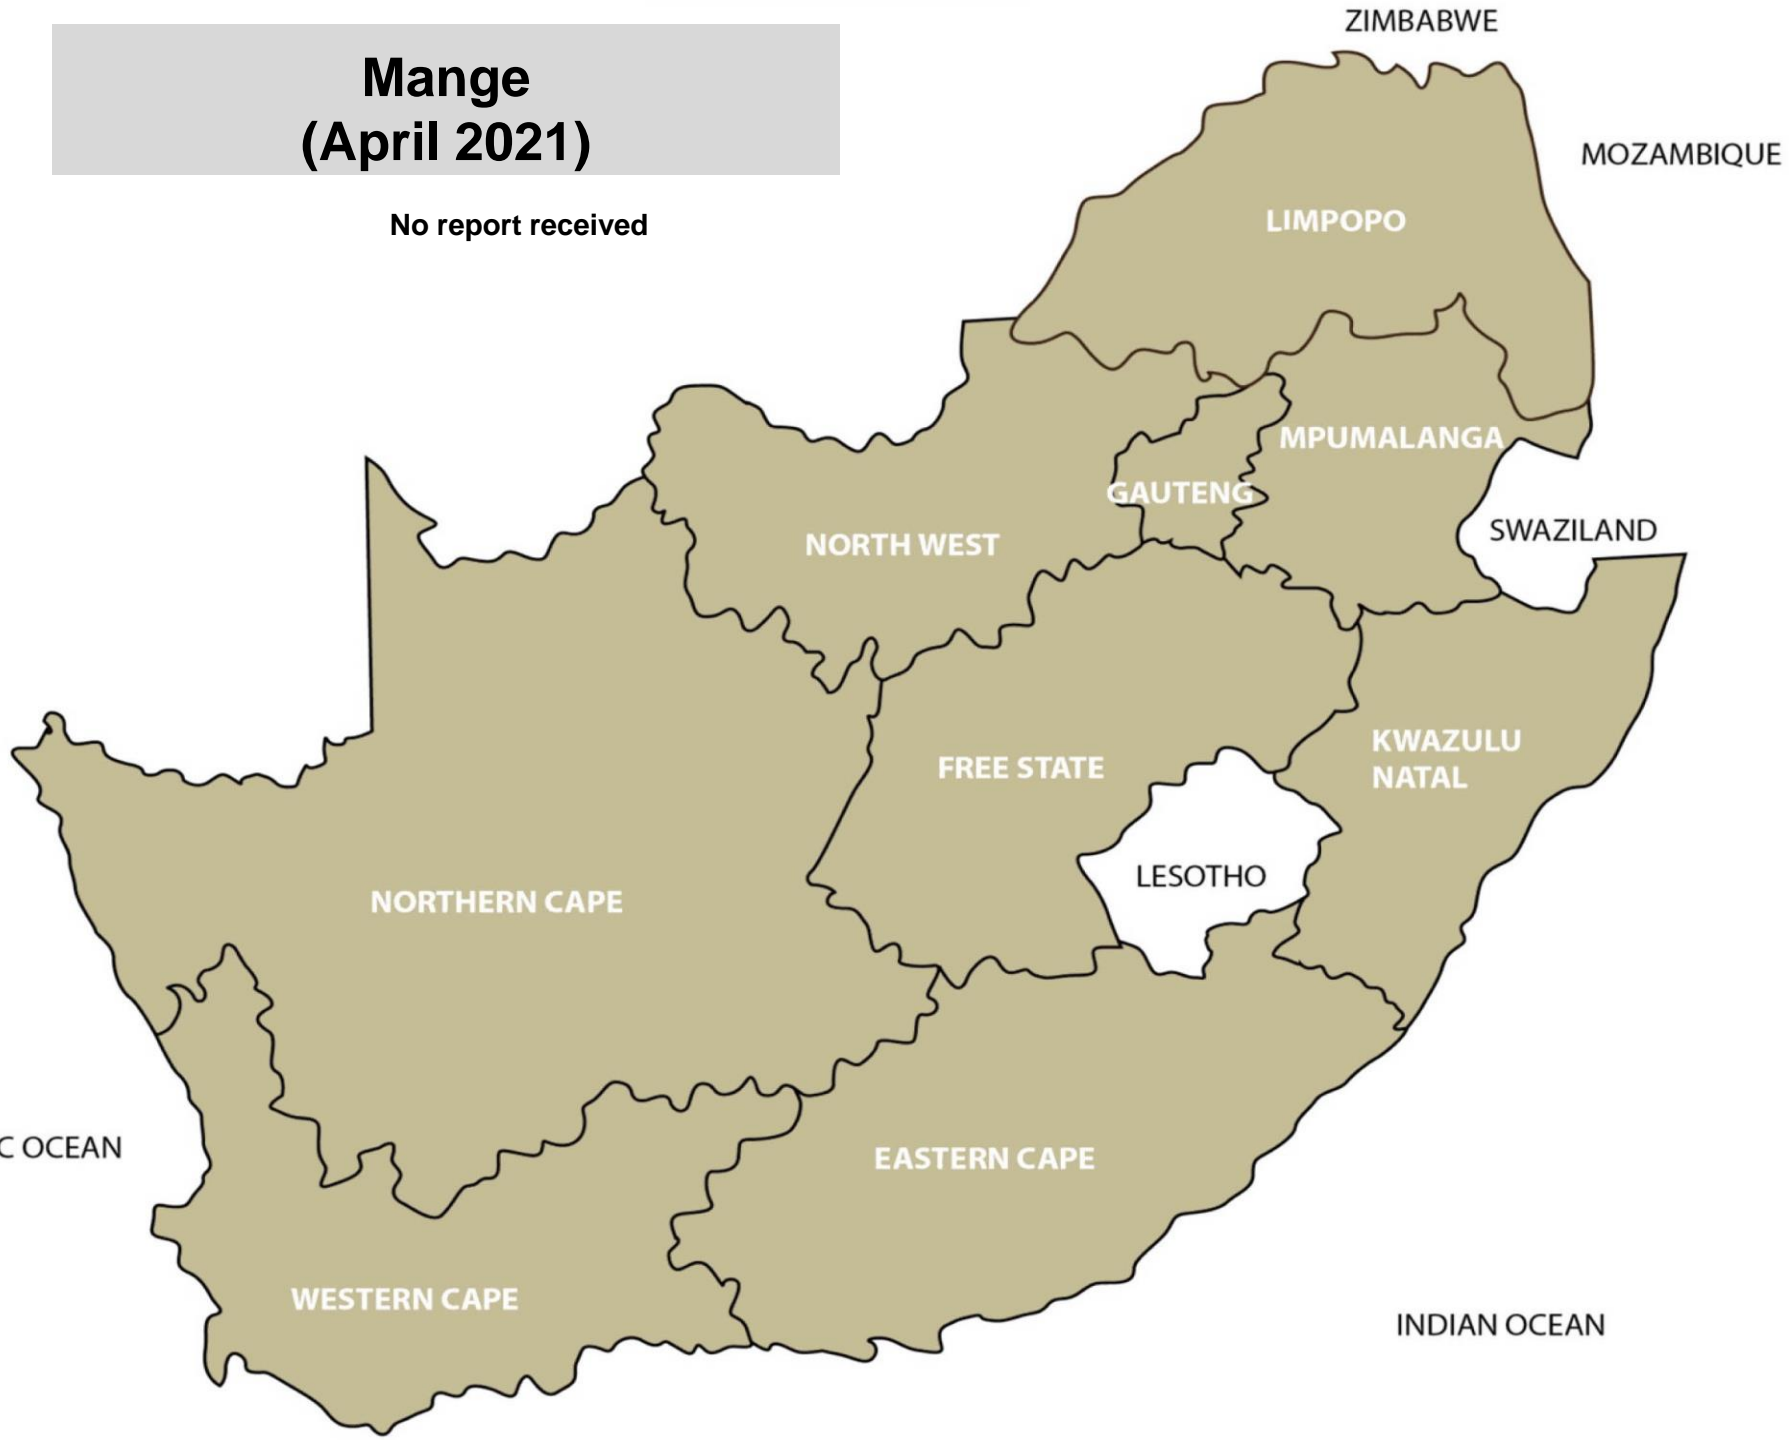 Mange
(April 2021)
No report received
ZIMBABWE
MOZAMBIQUE
LIMPOPO
MPUMALANGA
GAUTENG
NORTH WEST
SWAZILAND
FREE STATE
KWAZULU
NATAL
LESOTHO
NORTHERN CAPE
C OCEAN
EASTERN CAPE
WESTERN CAPE
INDIAN OCEAN